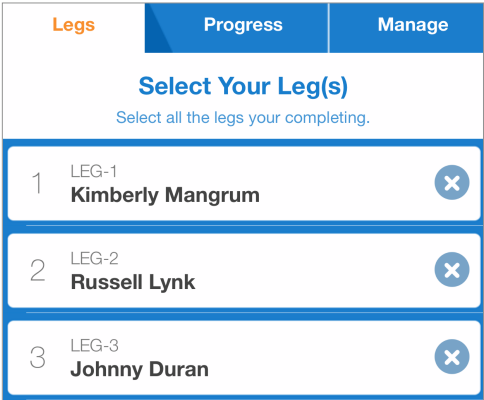 Legs Progress Manage
Select Your Leg(s)
Select all the legs your completing.
1 LEG-1
Kimberly Mangrum
2 LEG-2
Russell Lynk
3 LEG-3
Johnny Duran